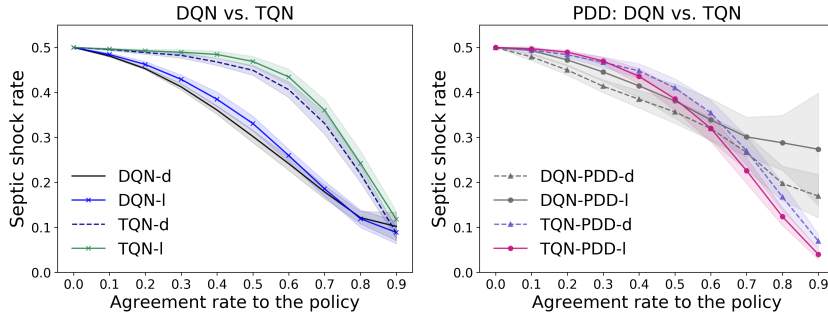 DQN vs. TQN
Septic shock rate
0.5
0.4
0.3
0.2
0.1
0.0
DQN-d
DQN-l
TQN-d
TQN-l
0.0 0.1 0.2 0.3 0.4 0.5 0.6 0.7 0.8 0.9
Agreement rate to the policy
PDD: DQN vs. TQN
Septic shock rate
0.5
0.4
0.3
0.2
0.1
0.0
DQN-PDD-d
DQN-PDD-l
TQN-PDD-d
TQN-PDD-l
0.0 0.1 0.2 0.3 0.4 0.5 0.6 0.7 0.8 0.9
Agreement rate to the policy